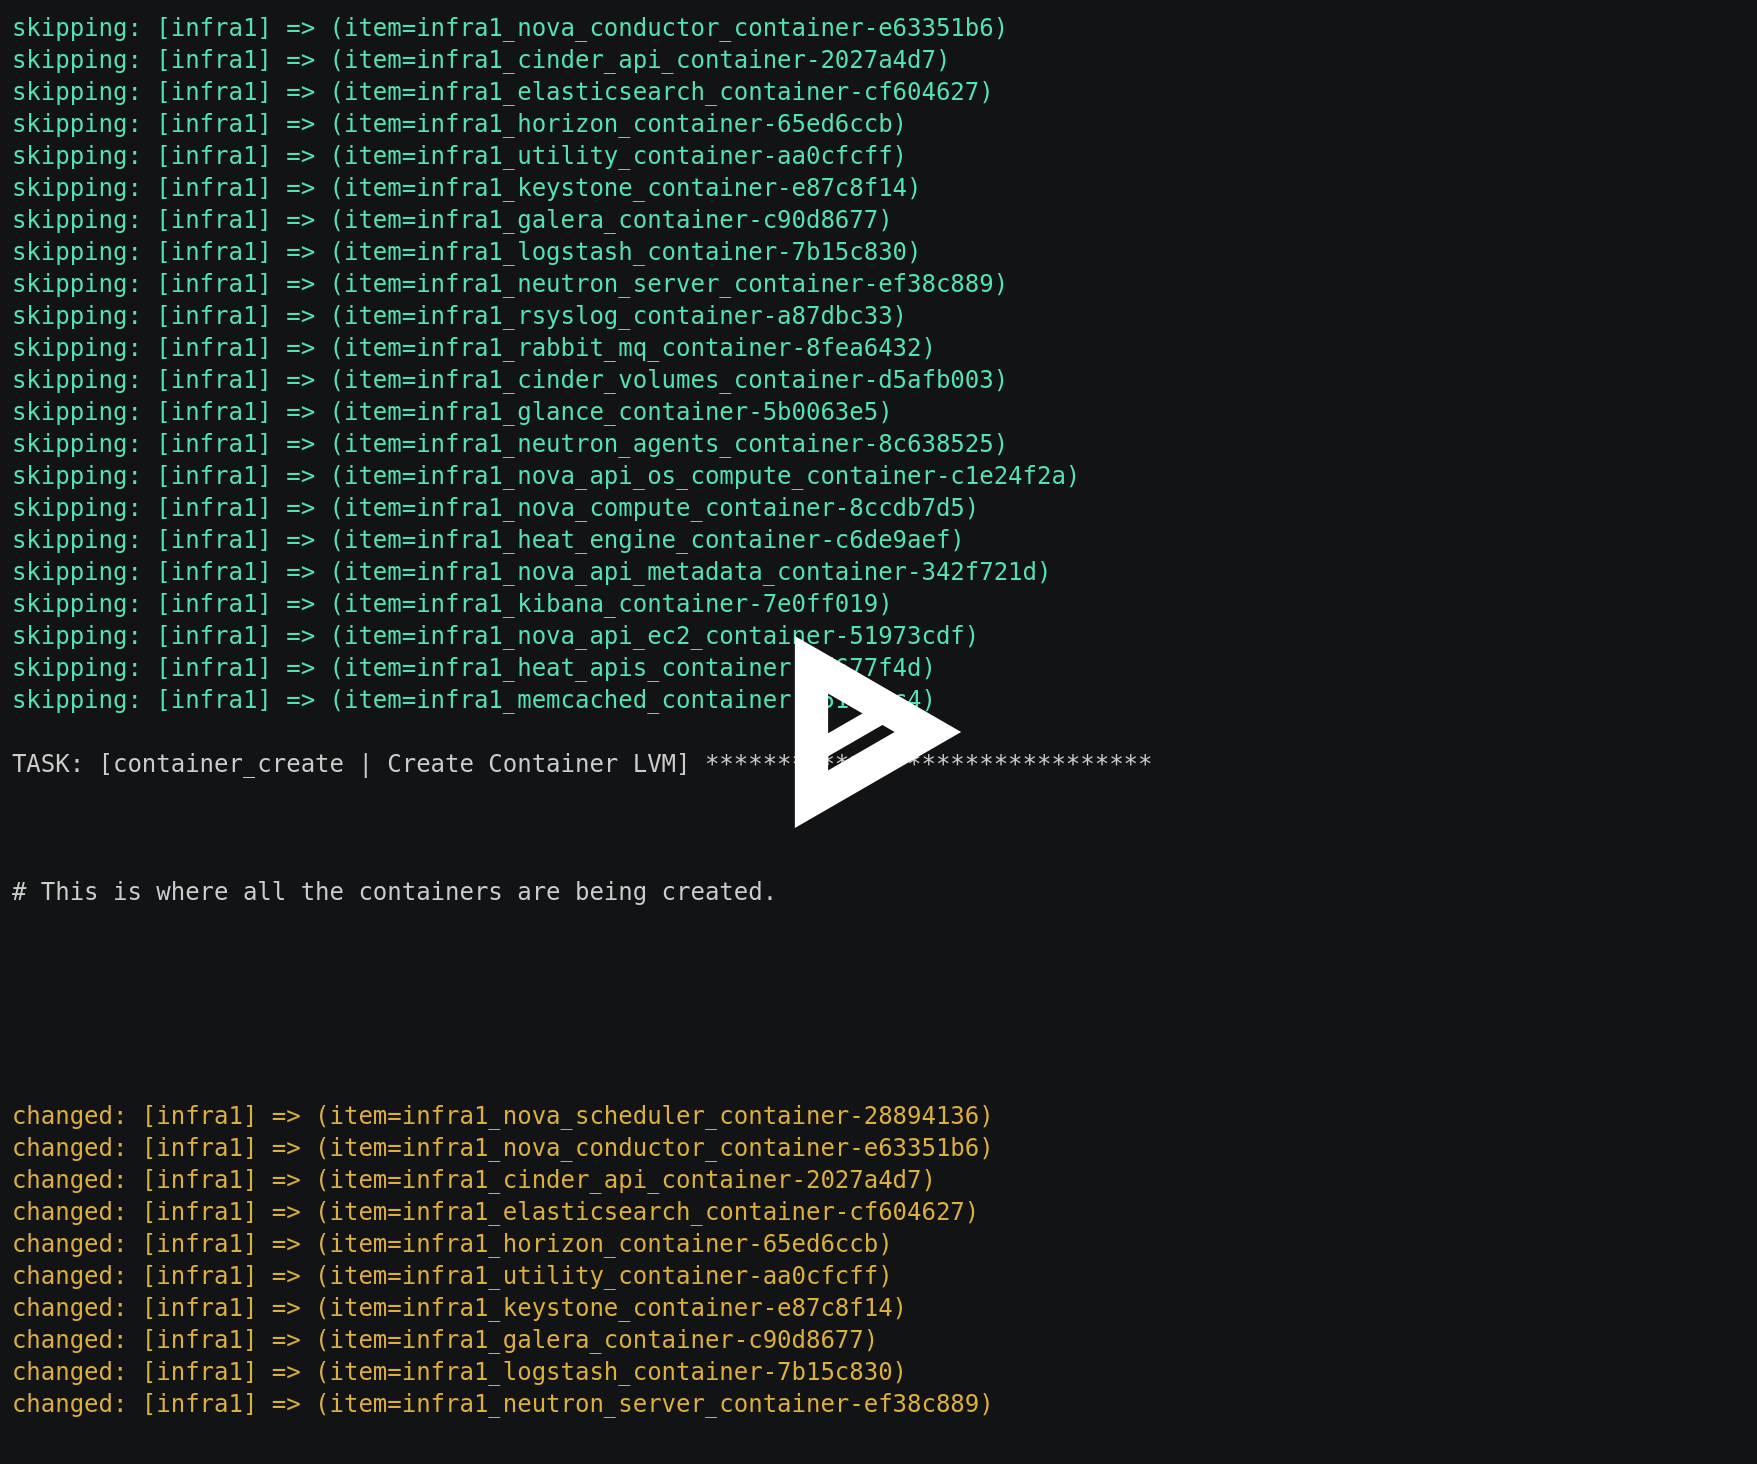 skipping: [infra1] => (item=infra1_nova_conductor_container-e63351b6)
skipping: [infra1] => (item=infra1_cinder_api_container-2027a4d7)
skipping: [infra1] => (item=infra1_elasticsearch_container-cf604627)
skipping: [infra1] => (item=infra1_horizon_container-65ed6ccb)
skipping: [infra1] => (item=infra1_utility_container-aa0cfcff)
skipping: [infra1] => (item=infra1_keystone_container-e87c8f14)
skipping: [infra1] => (item=infra1_galera_container-c90d8677)
skipping: [infra1] => (item=infra1_logstash_container-7b15c830)
skipping: [infra1] => (item=infra1_neutron_server_container-ef38c889)
skipping: [infra1] => (item=infra1_rsyslog_container-a87dbc33)
skipping: [infra1] => (item=infra1_rabbit_mq_container-8fea6432)
skipping: [infra1] => (item=infra1_cinder_volumes_container-d5afb003)
skipping: [infra1] => (item=infra1_glance_container-5b0063e5)
skipping: [infra1] => (item=infra1_neutron_agents_container-8c638525)
skipping: [infra1] => (item=infra1_nova_api_os_compute_container-c1e24f2a)
skipping: [infra1] => (item=infra1_nova_compute_container-8ccdb7d5)
skipping: [infra1] => (item=infra1_heat_engine_container-c6de9aef)
skipping: [infra1] => (item=infra1_nova_api_metadata_container-342f721d)
skipping: [infra1] => (item=infra1_kibana_container-7e0ff019)
skipping: [infra1] => (item=infra1_nova_api_ec2_container-51973cdf)
skipping: [infra1] => (item=infra1_heat_apis_container
skipping: [infra1] => (item=infra1_memcached_container
TASK: [container_create | Create Container LVM] *******************************
# This is where all the containers are being created.
changed: [infra1] => (item=infra1_nova_scheduler_container-28894136)
changed: [infra1] => (item=infra1_nova_conductor_container-e63351b6)
changed: [infra1] => (item=infra1_cinder_api_container-2027a4d7)
changed: [infra1] => (item=infra1_elasticsearch_container-cf604627)
changed: [infra1] => (item=infra1_horizon_container-65ed6ccb)
changed: [infra1] => (item=infra1_utility_container-aa0cfcff)
changed: [infra1] => (item=infra1_keystone_container-e87c8f14)
changed: [infra1] => (item=infra1_galera_container-c90d8677)
changed: [infra1] => (item=infra1_logstash_container-7b15c830)
changed: [infra1] => (item=infra1_neutron_server_container-ef38c889)